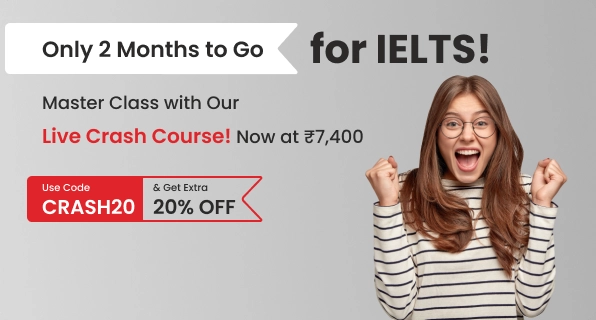 Only 2 Months to Go for IELTS!
Master Class with Our
Live Crash Course! Now at ₹7,400
Use Code
CRASH20
& Get Extra
20% OFF